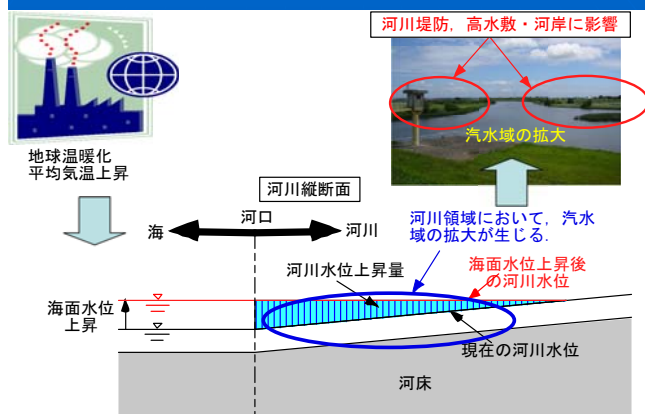 河川堤防，高水敷・河岸に影響
汽水域の拡大
地球温暖化
平均気温上昇
河川縦断面
海
河口
河川
河川領域において，汽水
域の拡大が生じる．
河川水位上昇量
海面水位上昇後
の河川水位
海面水位
上昇
現在の河川水位
河床